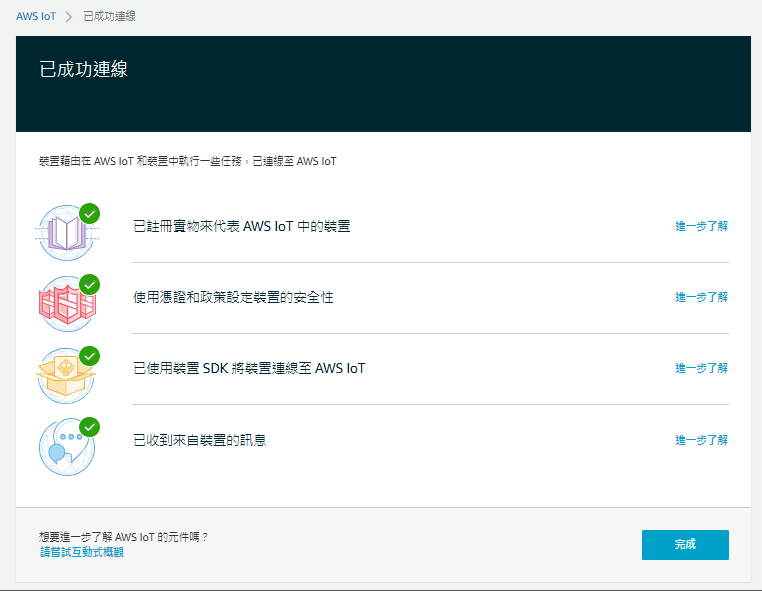 AWS IoT > 已成功連線
已成功連線
裝置藉由在 AWS IoT 和裝置中執行一些任務，已連線至 AWS IoT
已註冊實物來代表 AWS IoT 中的裝置 進一步了解
使用憑證和政策設定裝置的安全性 進一步了解
已使用裝置 SDK 將裝置連線至 AWS IoT 進一步了解
已收到來自裝置的訊息 進一步了解
想要進一步了解 AWS IoT 的元件嗎？
請嘗試互動式概觀
完成